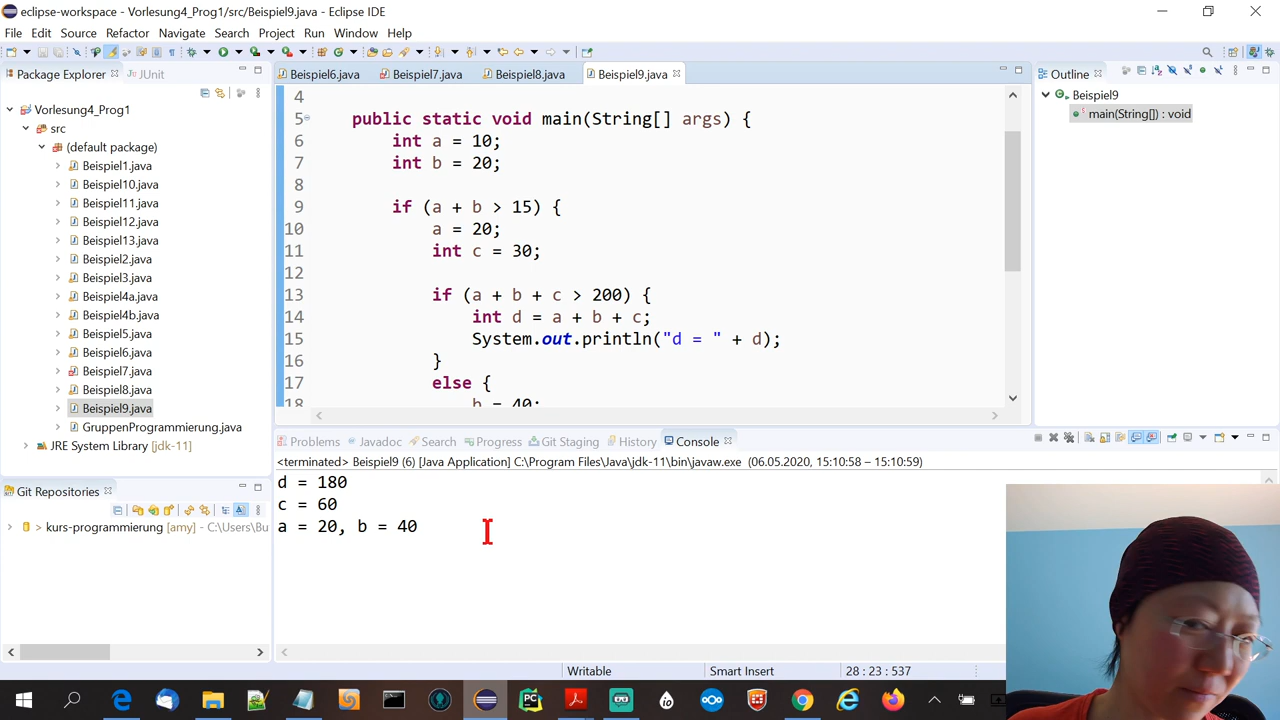 eclipse-workspace - Vorlesung4_Prog1/src/Beispiel9.java - Eclipse IDE
File Edit Source Refactor Navigate Search Project Run Window Help
Package Explorer JUnit
Beispiel6.java Beispiel7.java Beispiel8.java Beispiel9.java
Outline
Vorlesung4_Prog1
src
(default package)
Beispiel1.java
Beispiel10.java
Beispiel11.java
Beispiel12.java
Beispiel13.java
Beispiel2.java
Beispiel3.java
Beispiel4a.java
Beispiel4b.java
Beispiel5.java
Beispiel6.java
Beispiel7.java
Beispiel8.java
Beispiel9.java
GruppenProgrammierung.java
JRE System Library [jdk-11]
4
5 public static void main(String[] args) {
6 int a = 10;
7 int b = 20;
8
9 if (a + b > 15) {
10 a = 20;
11 int c = 30;
12
13 if (a + b + c > 200) {
14 int d = a + b + c;
15 System.out.println("d = " + d);
16 }
17 else {
18 b = 40;
Beispiel9
main(String[]) : void
Problems Javadoc Search Progress Git Staging History Console
<terminated> Beispiel9 (6) [Java Application] C:\Program Files\Java\jdk-11\bin\javaw.exe (06.05.2020, 15:10:58 – 15:10:59)
d = 180
c = 60
a = 20, b = 40
Git Repositories
> kurs-programmierung [amy] - C:\Users\Bu
Writable Smart Insert 28 : 23 : 537
PC
io